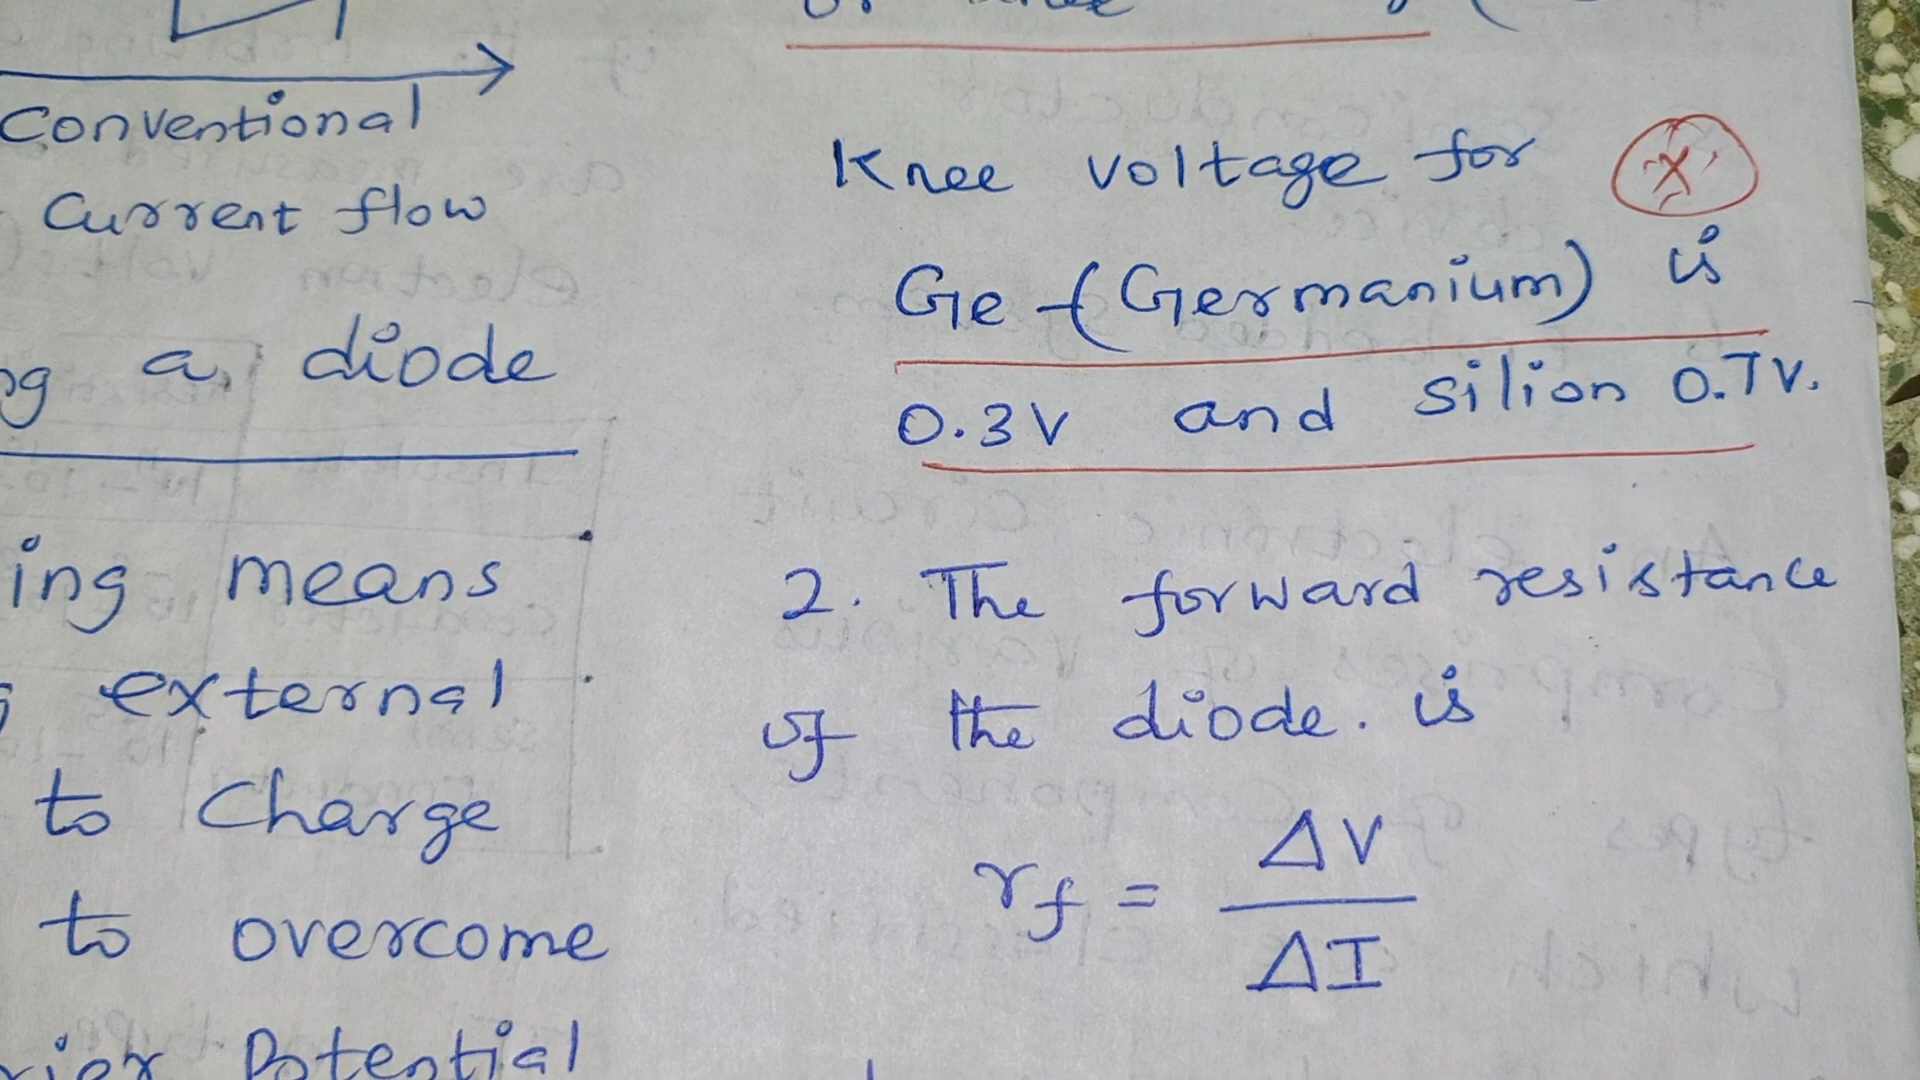 Conventional
Current flow
a diode
ing means
external
to Charge
to overcome
Potential
Knee voltage for
Ge - (Germanium) is
0.3V and silion 0.7V.
2. The forward resistance
of the diode. is
rf = ΔV
ΔI